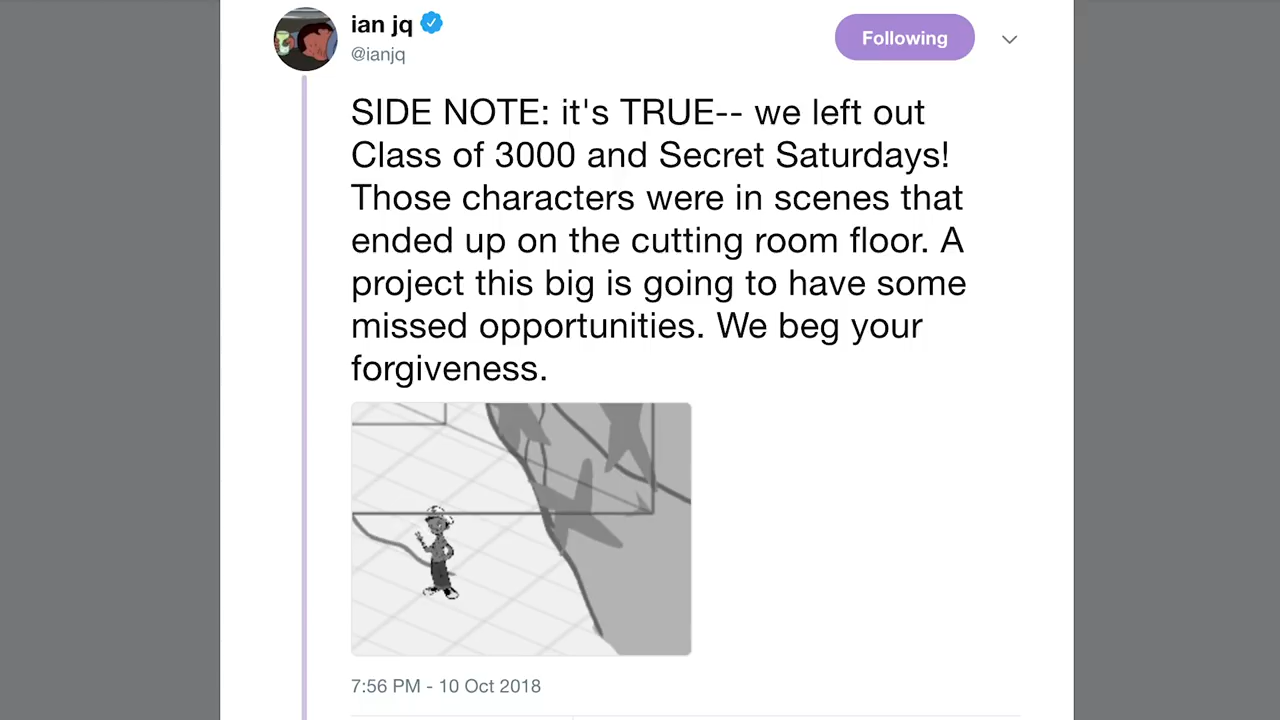 ian jq
@ianjq
Following
SIDE NOTE: it's TRUE-- we left out
Class of 3000 and Secret Saturdays!
Those characters were in scenes that
ended up on the cutting room floor. A
project this big is going to have some
missed opportunities. We beg your
forgiveness.
7:56 PM - 10 Oct 2018